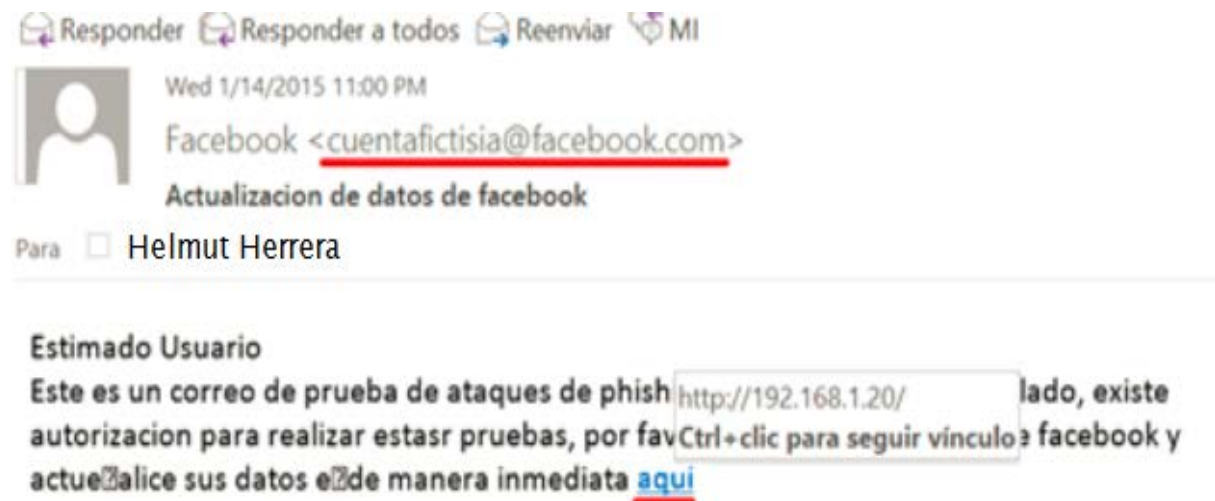 Responder Responder a todos Reenviar MI
Wed 1/14/2015 11:00 PM
Facebook <cuentafictisia@facebook.com>
Actualizacion de datos de facebook
Para Helmut Herrera
Estimado Usuario
Este es un correo de prueba de ataques de phish http://192.168.1.20/ lado, existe
autorizacion para realizar estasr pruebas, por fav Ctrl+clic para seguir vínculo e facebook y
actue�alice sus datos e�de manera inmediata aqui